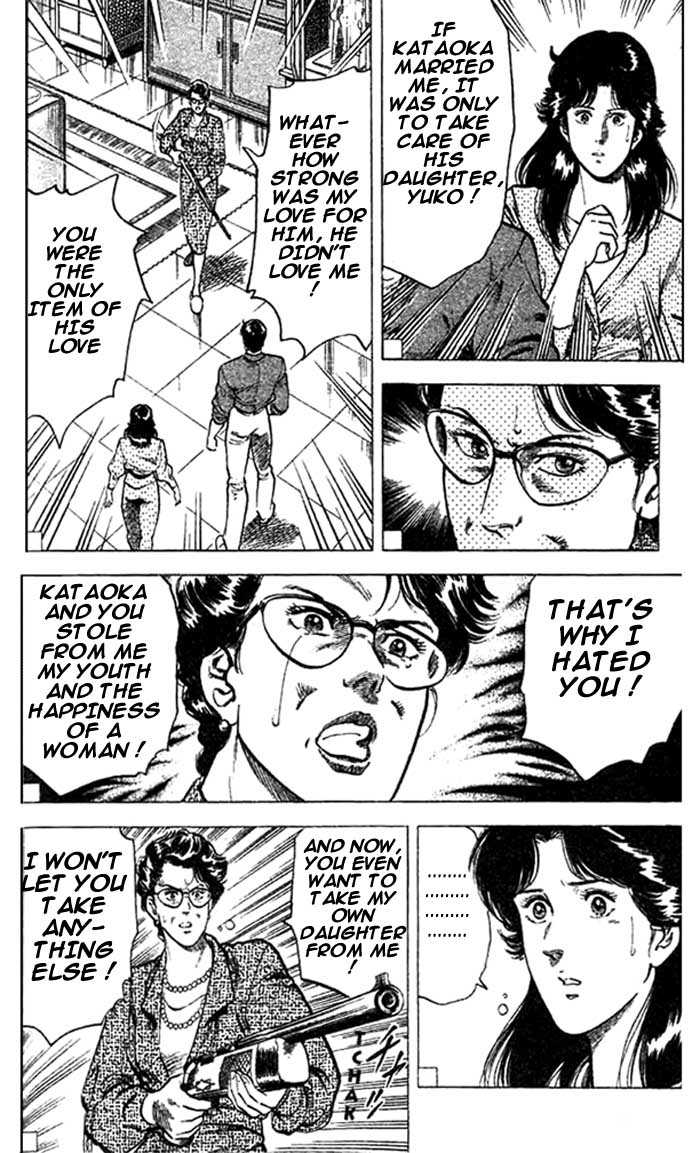 IF
KATAOKA
MARRIED
ME, IT
WAS ONLY
TO TAKE
CARE OF
HIS
DAUGHTER,
YUKO!
WHAT-
EVER
HOW
STRONG
WAS MY
LOVE FOR
HIM, HE
DIDN'T
LOVE ME
!
YOU
WERE
THE
ONLY
ITEM OF
HIS
LOVE
THAT'S
WHY I
HATED
YOU!
KATAOKA
AND YOU
STOLE
FROM ME
MY YOUTH
AND THE
HAPPINESS
OF A
WOMAN!
.........
.........
.........
........
AND NOW,
YOU EVEN
WANT TO
TAKE MY
OWN
DAUGHTER
FROM ME
!
I WON'T
LET YOU
TAKE
ANY-
THING
ELSE!
TCHAK
チャッ